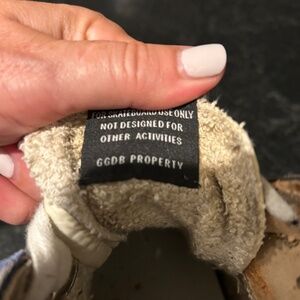 FOR SKATEBOARD USE ONLY
NOT DESIGNED FOR
OTHER ACTIVITIES
GGDB PROPERTY